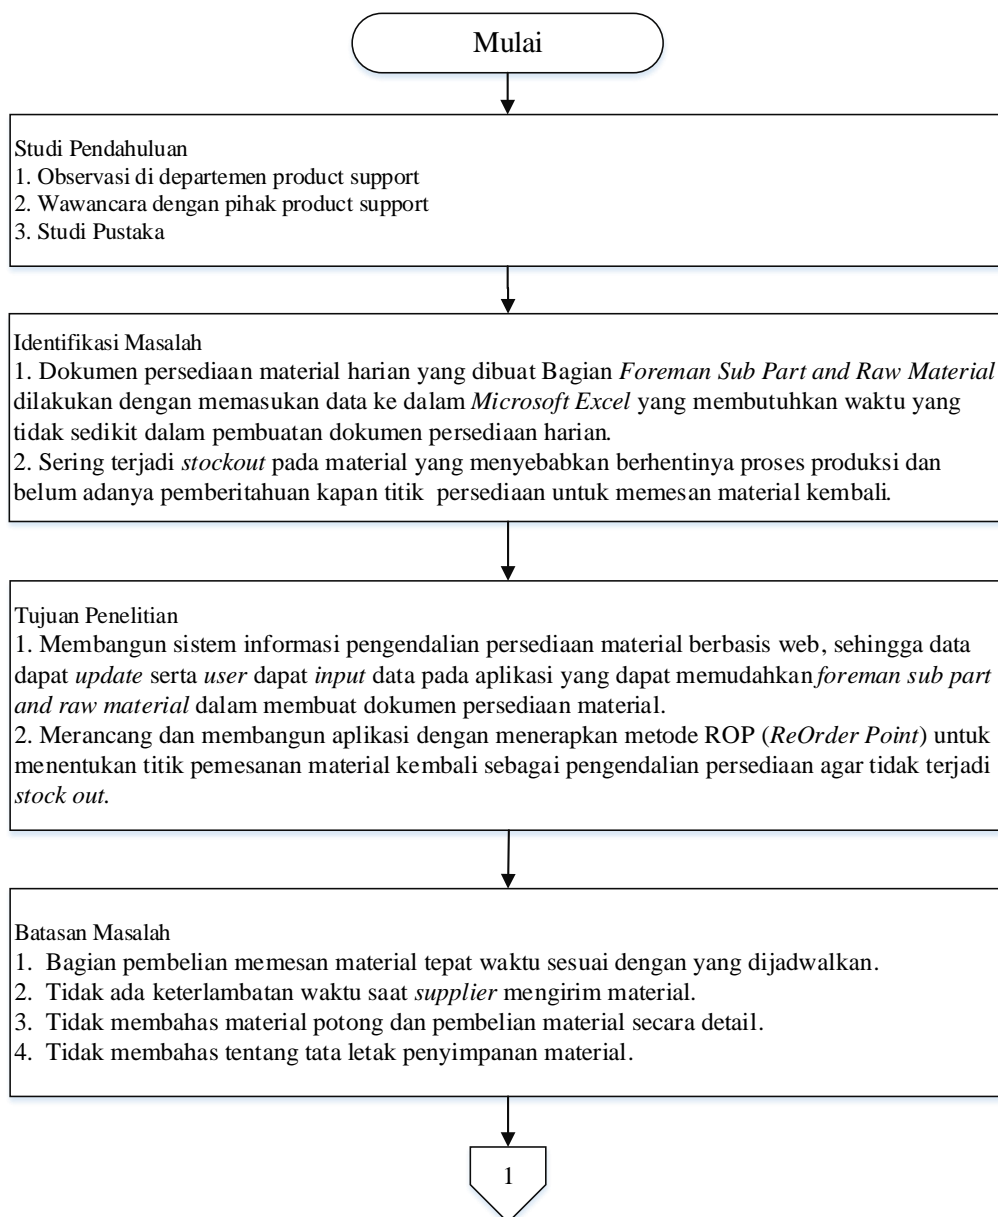 Mulai
Studi Pendahuluan
1. Observasi di departemen product support
2. Wawancara dengan pihak product support
3. Studi Pustaka
Identifikasi Masalah
1. Dokumen persediaan material harian yang dibuat Bagian Foreman Sub Part and Raw Material
dilakukan dengan memasukan data ke dalam Microsoft Excel yang membutuhkan waktu yang
tidak sedikit dalam pembuatan dokumen persediaan harian.
2. Sering terjadi stockout pada material yang menyebabkan berhentinya proses produksi dan
belum adanya pemberitahuan kapan titik persediaan untuk memesan material kembali.
Tujuan Penelitian
1. Membangun sistem informasi pengendalian persediaan material berbasis web, sehingga data
dapat update serta user dapat input data pada aplikasi yang dapat memudahkan foreman sub part
and raw material dalam membuat dokumen persediaan material.
2. Merancang dan membangun aplikasi dengan menerapkan metode ROP (ReOrder Point) untuk
menentukan titik pemesanan material kembali sebagai pengendalian persediaan agar tidak terjadi
stock out.
Batasan Masalah
1. Bagian pembelian memesan material tepat waktu sesuai dengan yang dijadwalkan.
2. Tidak ada keterlambatan waktu saat supplier mengirim material.
3. Tidak membahas material potong dan pembelian material secara detail.
4. Tidak membahas tentang tata letak penyimpanan material.
1